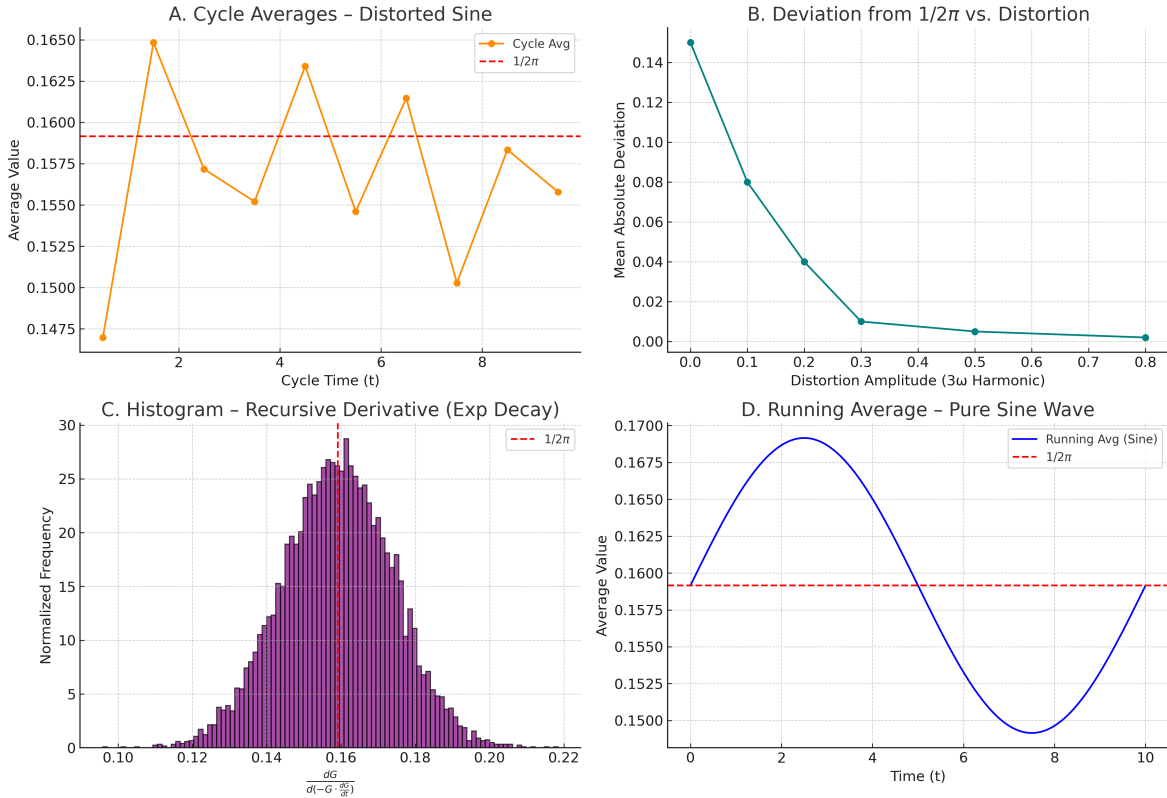 A. Cycle Averages – Distorted Sine
0.1650
0.1625
0.1600
0.1575
0.1550
0.1525
0.1500
0.1475
Average Value
Cycle Avg
1/2π
2 4 6 8
Cycle Time (t)
B. Deviation from 1/2π vs. Distortion
0.14
0.12
0.10
0.08
0.06
0.04
0.02
0.00
Mean Absolute Deviation
0.0 0.1 0.2 0.3 0.4 0.5 0.6 0.7 0.8
Distortion Amplitude (3ω Harmonic)
C. Histogram – Recursive Derivative (Exp Decay)
30
25
20
15
10
5
0
Normalized Frequency
1/2π
0.10 0.12 0.14 0.16 0.18 0.20 0.22
dG
d(−G · dG/dt)
D. Running Average – Pure Sine Wave
0.1700
0.1675
0.1650
0.1625
0.1600
0.1575
0.1550
0.1525
0.1500
Average Value
Running Avg (Sine)
1/2π
0 2 4 6 8 10
Time (t)